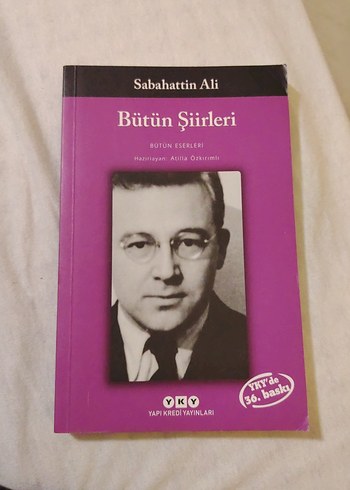 Sabahattin Ali
Bütün Şiirleri
BÜTÜN ESERLERİ
Hazırlayan: Atilla Özkırımlı
YKY'de
36. baskı
YKY
YAPI KREDİ YAYINLARI